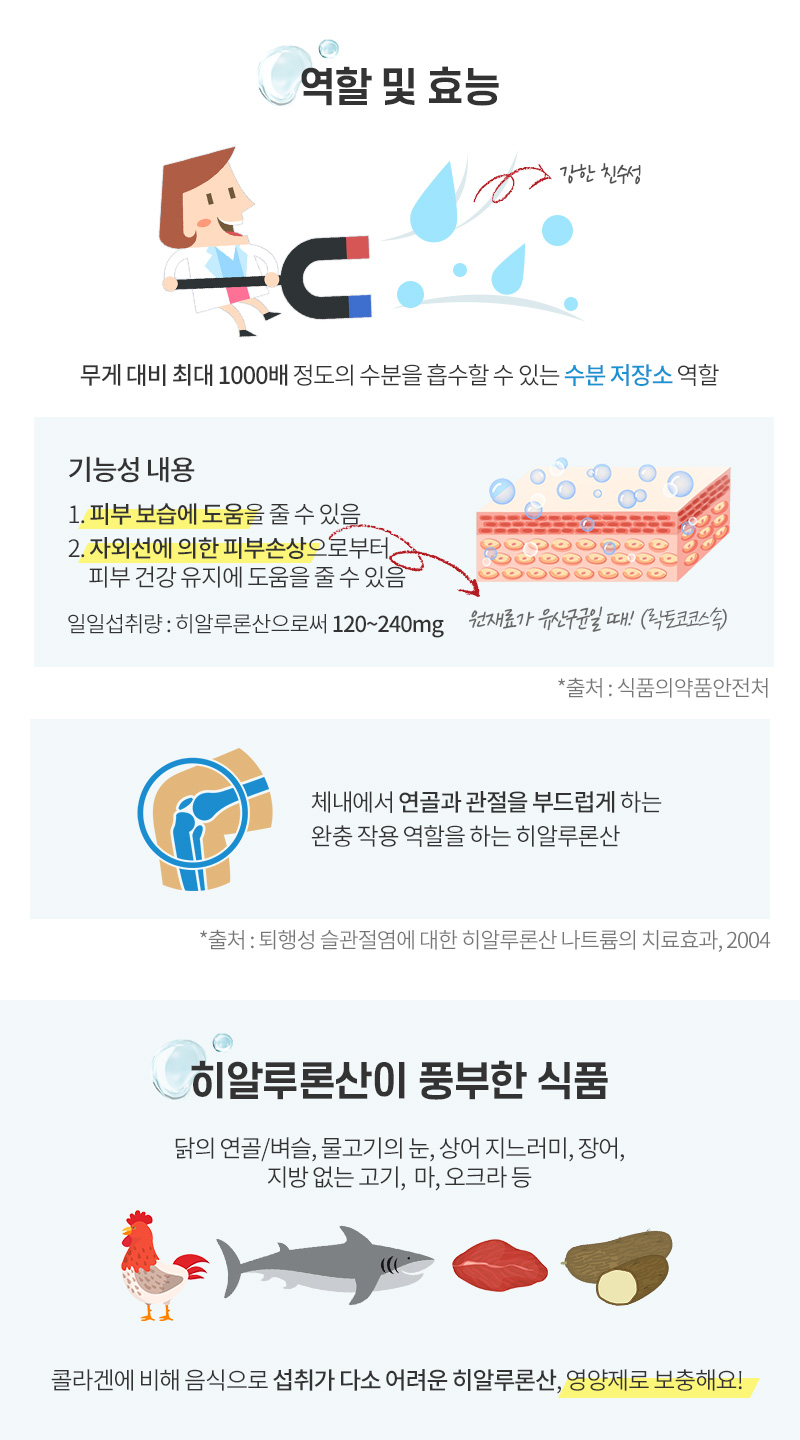 역할 및 효능
강한 친수성
무게 대비 최대 1000배 정도의 수분을 흡수할 수 있는 수분 저장소 역할
기능성 내용
1. 피부 보습에 도움을 줄 수 있음
2. 자외선에 의한 피부손상으로부터
피부 건강 유지에 도움을 줄 수 있음
일일섭취량 : 히알루론산으로써 120~240mg
원재료가 유산구균일 때! (락토코코스속)
*출처 : 식품의약품안전처
체내에서 연골과 관절을 부드럽게 하는
완충 작용 역할을 하는 히알루론산
*출처 : 퇴행성 슬관절염에 대한 히알루론산 나트륨의 치료효과, 2004
히알루론산이 풍부한 식품
닭의 연골/벼슬, 물고기의 눈, 상어 지느러미, 장어,
지방 없는 고기, 마, 오크라 등
콜라겐에 비해 음식으로 섭취가 다소 어려운 히알루론산, 영양제로 보충해요!